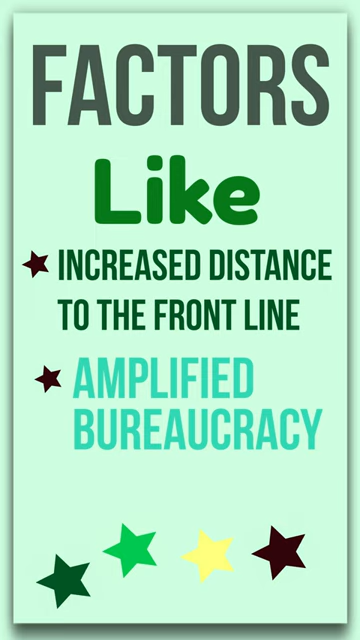 FACTORS
Like
INCREASED DISTANCE
TO THE FRONT LINE
AMPLIFIED
BUREAUCRACY